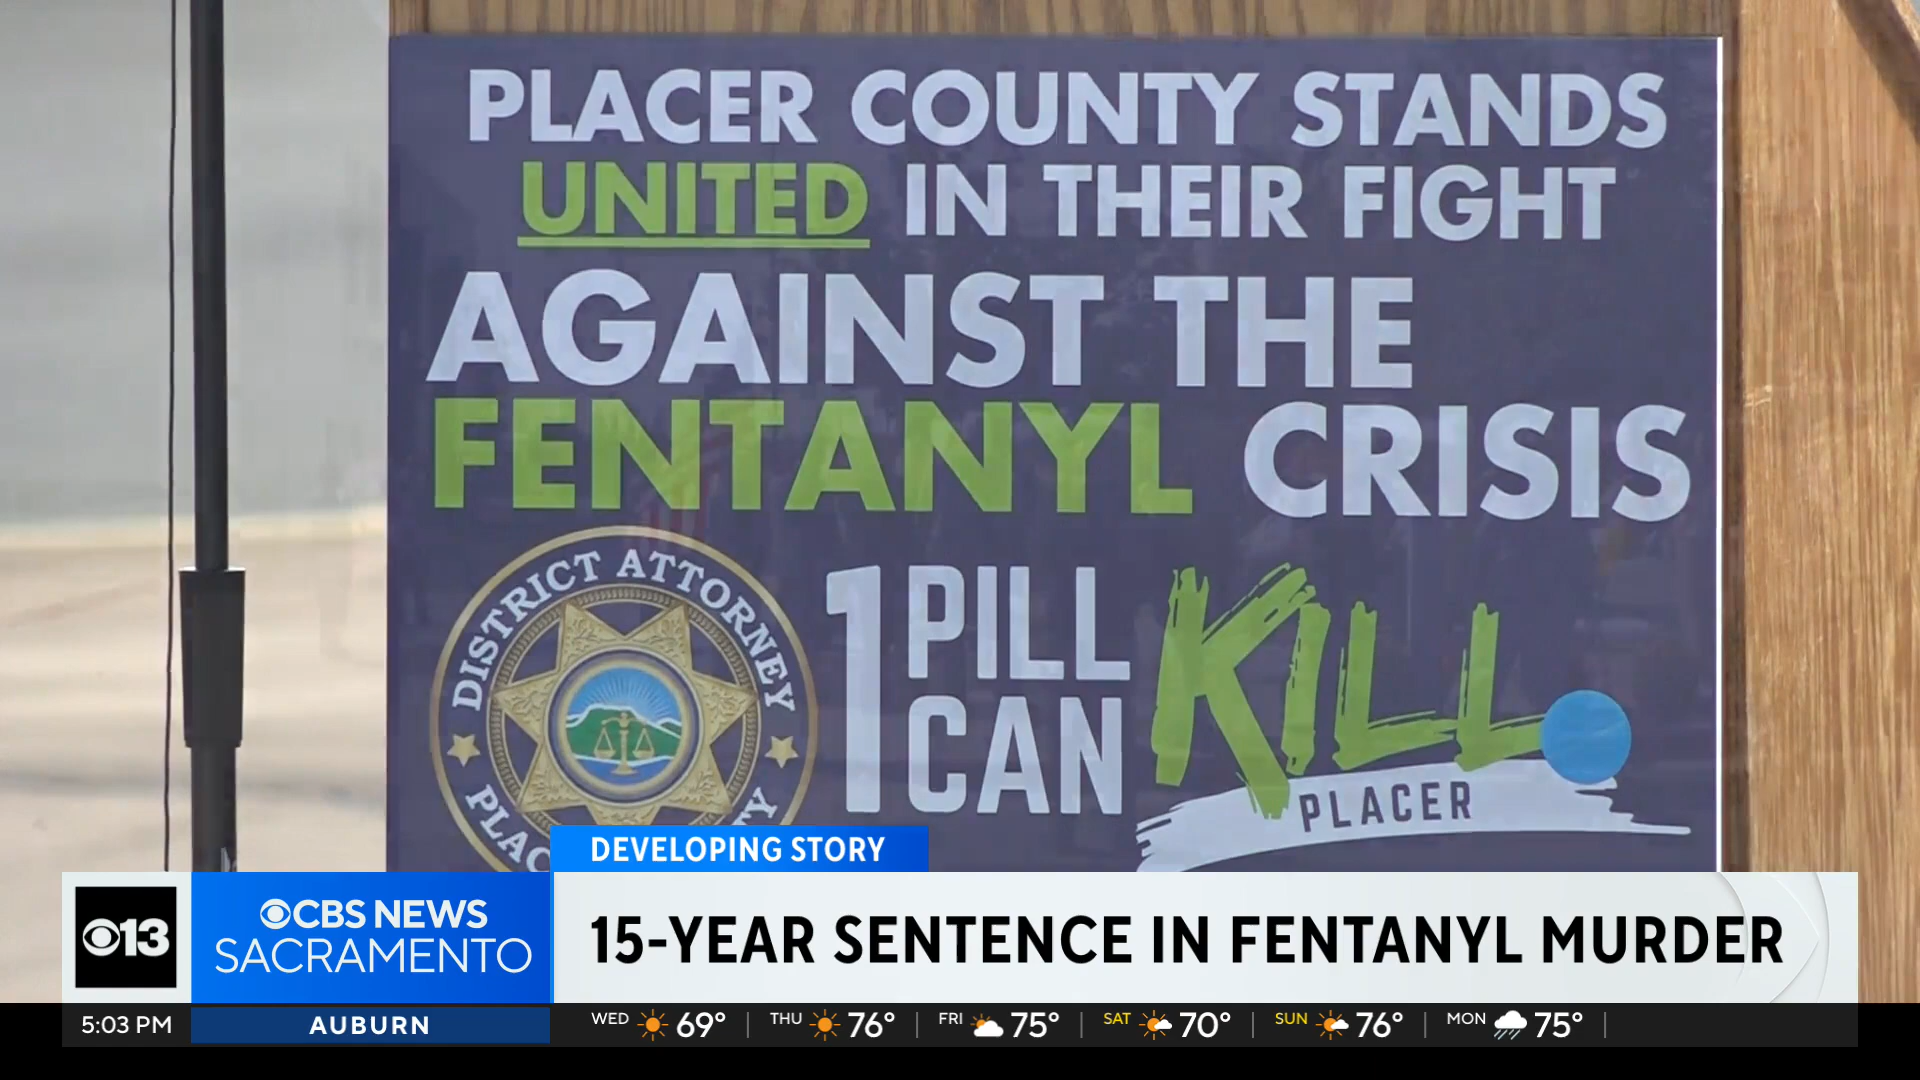 PLACER COUNTY STANDS
UNITED IN THEIR FIGHT
AGAINST THE
FENTANYL CRISIS
DISTRICT ATTORNEY
1 PILL CAN KILL
PLACER
DEVELOPING STORY
13
CBS NEWS
SACRAMENTO
15-YEAR SENTENCE IN FENTANYL MURDER
5:03 PM
AUBURN
WED 69° THU 76° FRI 75° SAT 70° SUN 76° MON 75°